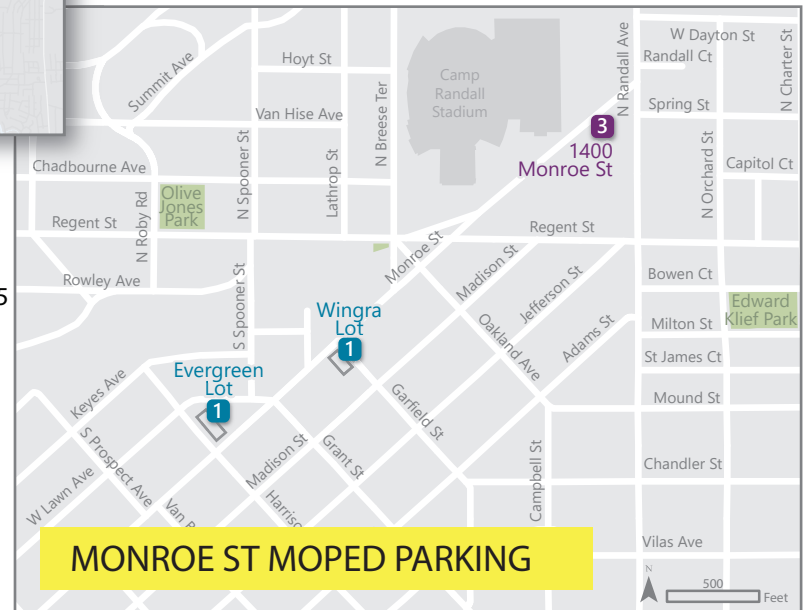 W Dayton St
Randall Ct
N Randall Ave
N Charter St
Hoyt St
Summit Ave
Camp
Randall
Stadium
Spring St
Van Hise Ave
N Breese Ter
3
1400
Monroe St
N Orchard St
Capitol Ct
Chadbourne Ave
N Spooner St
Lathrop St
Olive
Jones
Park
N Roby Rd
Regent St
Regent St
Monroe St
Madison St
Jefferson St
Bowen Ct
Rowley Ave
5
S Spooner St
Wingra
Lot
1
Oakland Ave
Adams St
Edward
Klief Park
Milton St
St James Ct
Evergreen
Lot
1
Keyes Ave
Garfield St
Mound St
S Prospect Ave
Madison St
Grant St
Campbell St
Chandler St
W Lawn Ave
Van
Harris
Vilas Ave
MONROE ST MOPED PARKING
N
500
Feet